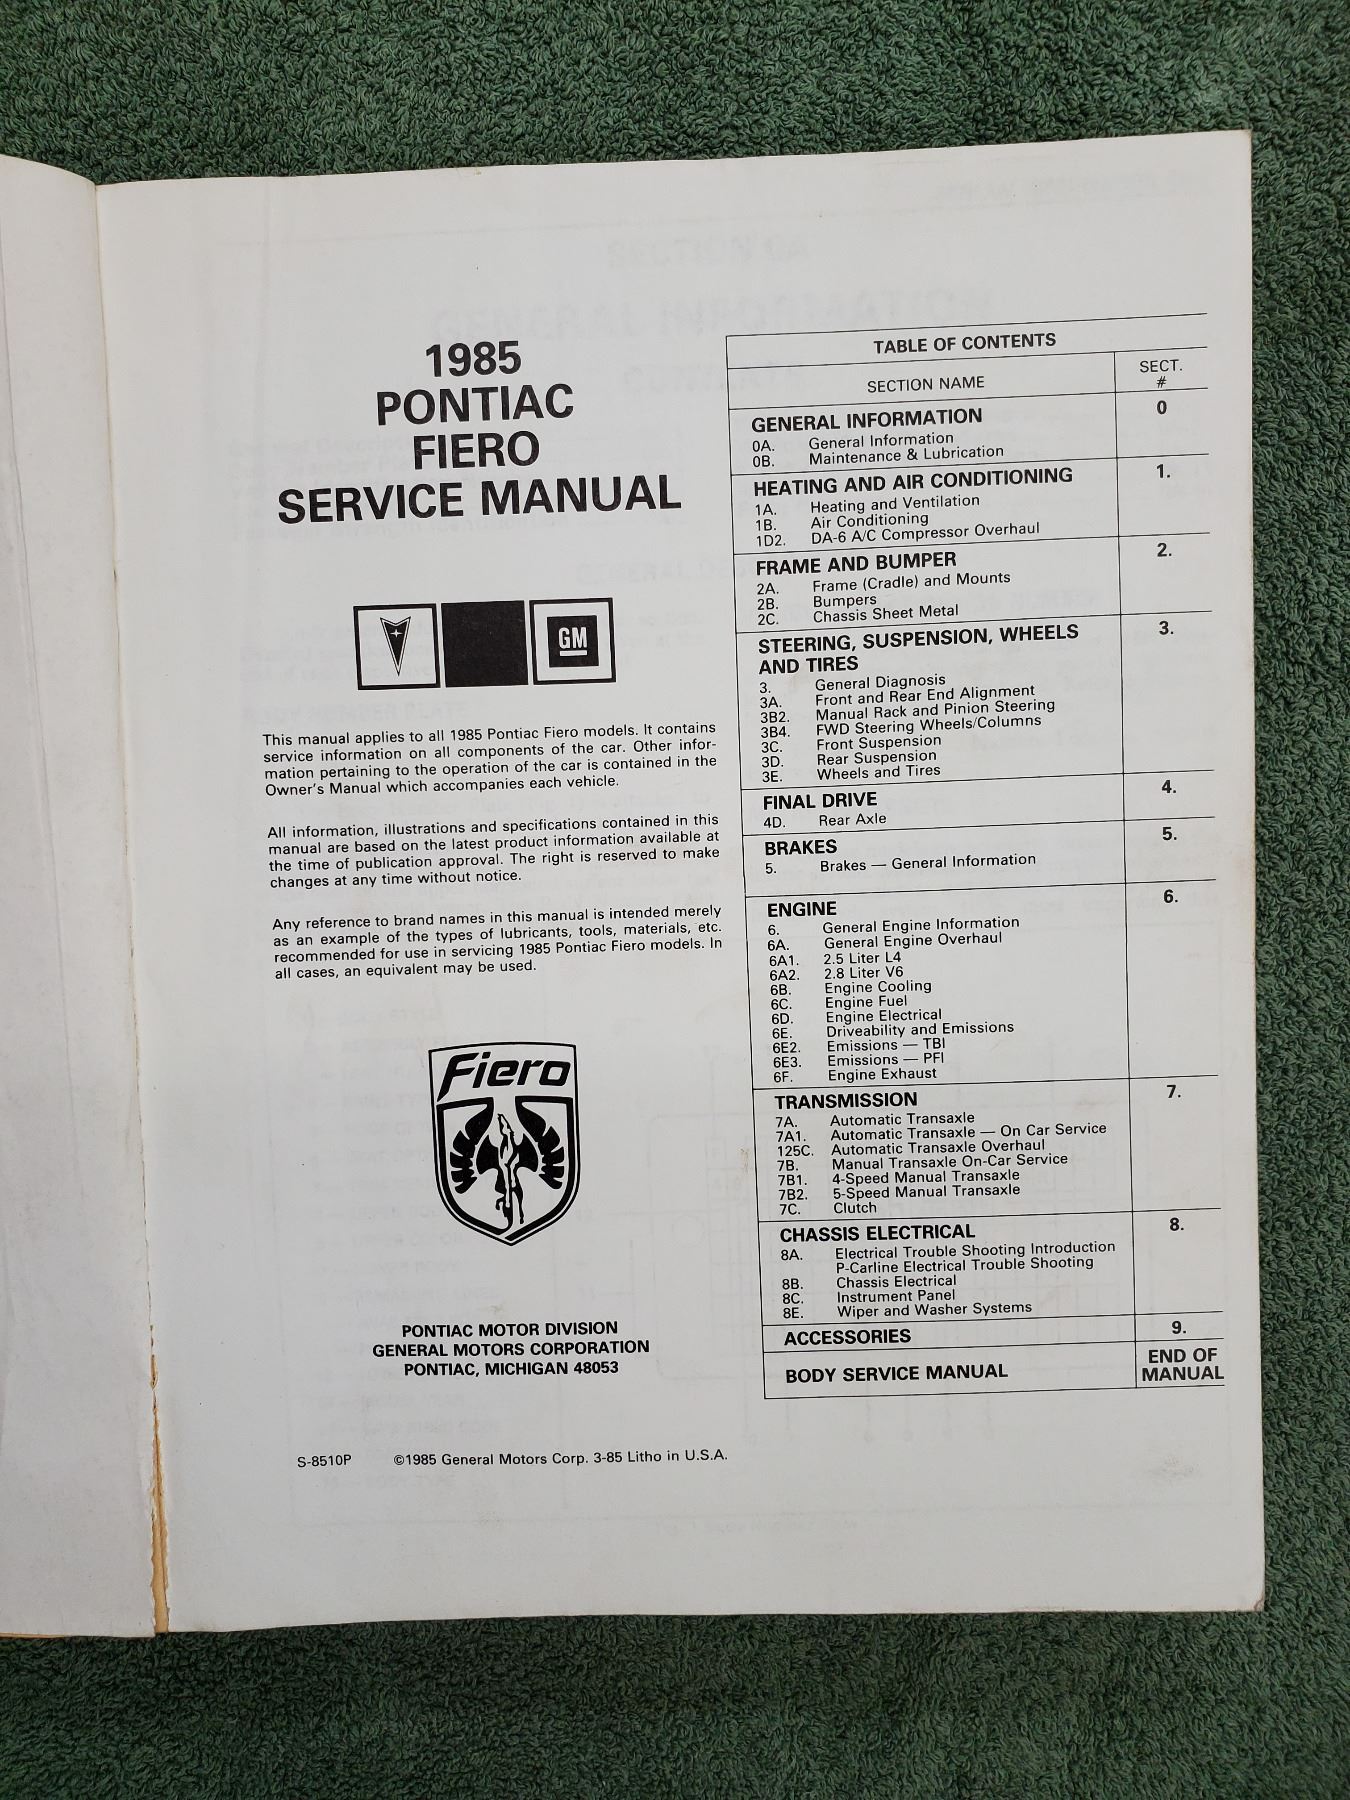 1985
PONTIAC
FIERO
SERVICE MANUAL
GM
This manual applies to all 1985 Pontiac Fiero models. It contains
service information on all components of the car. Other infor-
mation pertaining to the operation of the car is contained in the
Owner's Manual which accompanies each vehicle.
All information, illustrations and specifications contained in this
manual are based on the latest product information available at
the time of publication approval. The right is reserved to make
changes at any time without notice.
Any reference to brand names in this manual is intended merely
as an example of the types of lubricants, tools, materials, etc.
recommended for use in servicing 1985 Pontiac Fiero models. In
all cases, an equivalent may be used.
Fiero
PONTIAC MOTOR DIVISION
GENERAL MOTORS CORPORATION
PONTIAC, MICHIGAN 48053
S-8510P ©1985 General Motors Corp. 3-85 Litho in U.S.A.
TABLE OF CONTENTS
SECTION NAME SECT. #
GENERAL INFORMATION 0
0A. General Information
0B. Maintenance & Lubrication
HEATING AND AIR CONDITIONING 1.
1A. Heating and Ventilation
1B. Air Conditioning
1D2. DA-6 A/C Compressor Overhaul
FRAME AND BUMPER 2.
2A. Frame (Cradle) and Mounts
2B. Bumpers
2C. Chassis Sheet Metal
STEERING, SUSPENSION, WHEELS 3.
AND TIRES
3. General Diagnosis
3A. Front and Rear End Alignment
3B2. Manual Rack and Pinion Steering
3B4. FWD Steering Wheels/Columns
3C. Front Suspension
3D. Rear Suspension
3E. Wheels and Tires
FINAL DRIVE 4.
4D. Rear Axle
BRAKES 5.
5. Brakes — General Information
ENGINE 6.
6. General Engine Information
6A. General Engine Overhaul
6A1. 2.5 Liter L4
6A2. 2.8 Liter V6
6B. Engine Cooling
6C. Engine Fuel
6D. Engine Electrical
6E. Driveability and Emissions
6E2. Emissions — TBI
6E3. Emissions — PFI
6F. Engine Exhaust
TRANSMISSION 7.
7A. Automatic Transaxle
7A1. Automatic Transaxle — On Car Service
125C. Automatic Transaxle Overhaul
7B. Manual Transaxle On-Car Service
7B1. 4-Speed Manual Transaxle
7B2. 5-Speed Manual Transaxle
7C. Clutch
CHASSIS ELECTRICAL 8.
8A. Electrical Trouble Shooting Introduction
P-Carline Electrical Trouble Shooting
8B. Chassis Electrical
8C. Instrument Panel
8E. Wiper and Washer Systems
ACCESSORIES 9.
BODY SERVICE MANUAL END OF MANUAL